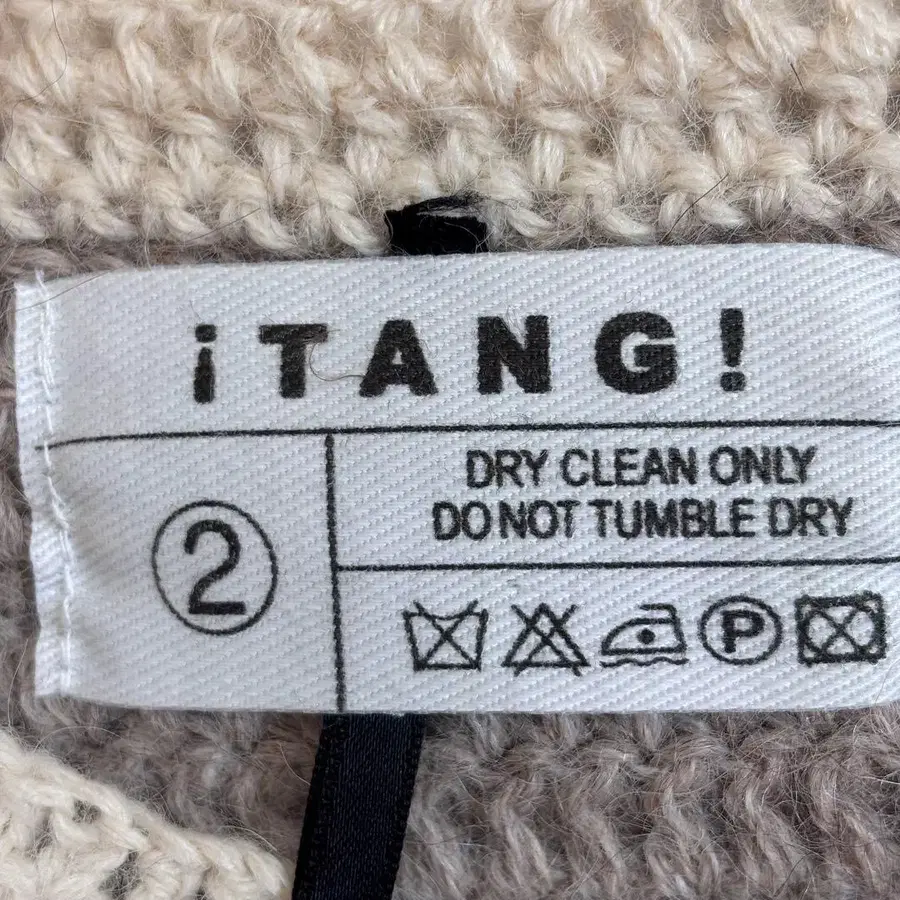 ¡TANG!
2
DRY CLEAN ONLY
DO NOT TUMBLE DRY
P